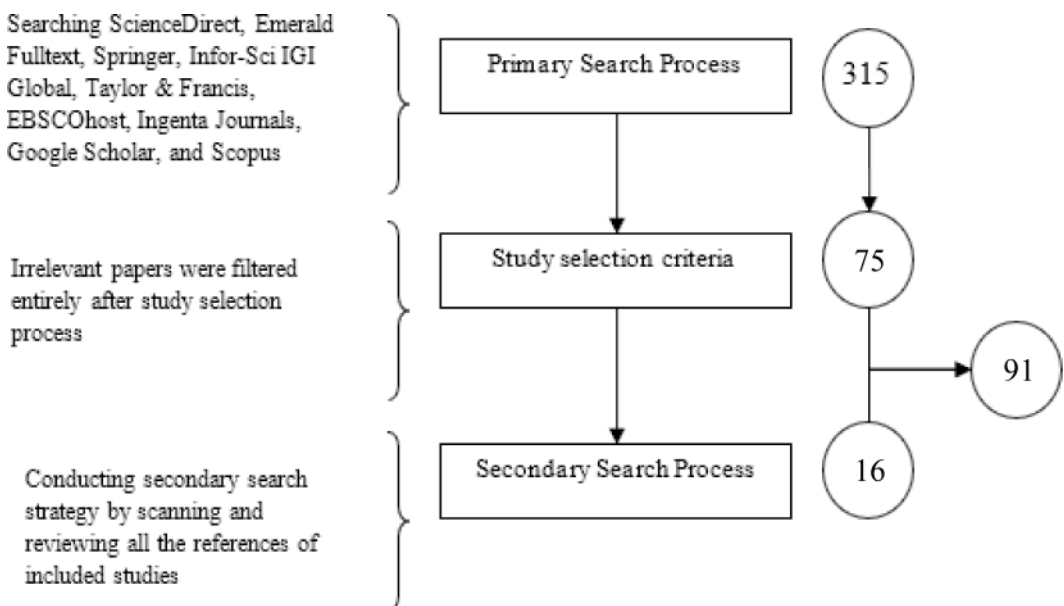 Searching ScienceDirect, Emerald
Fulltext, Springer, Infor-Sci IGI
Global, Taylor & Francis,
EBSCOhost, Ingenta Journals,
Google Scholar, and Scopus
Primary Search Process
315
Irrelevant papers were filtered
entirely after study selection
process
Study selection criteria
75
91
Conducting secondary search
strategy by scanning and
reviewing all the references of
included studies
Secondary Search Process
16